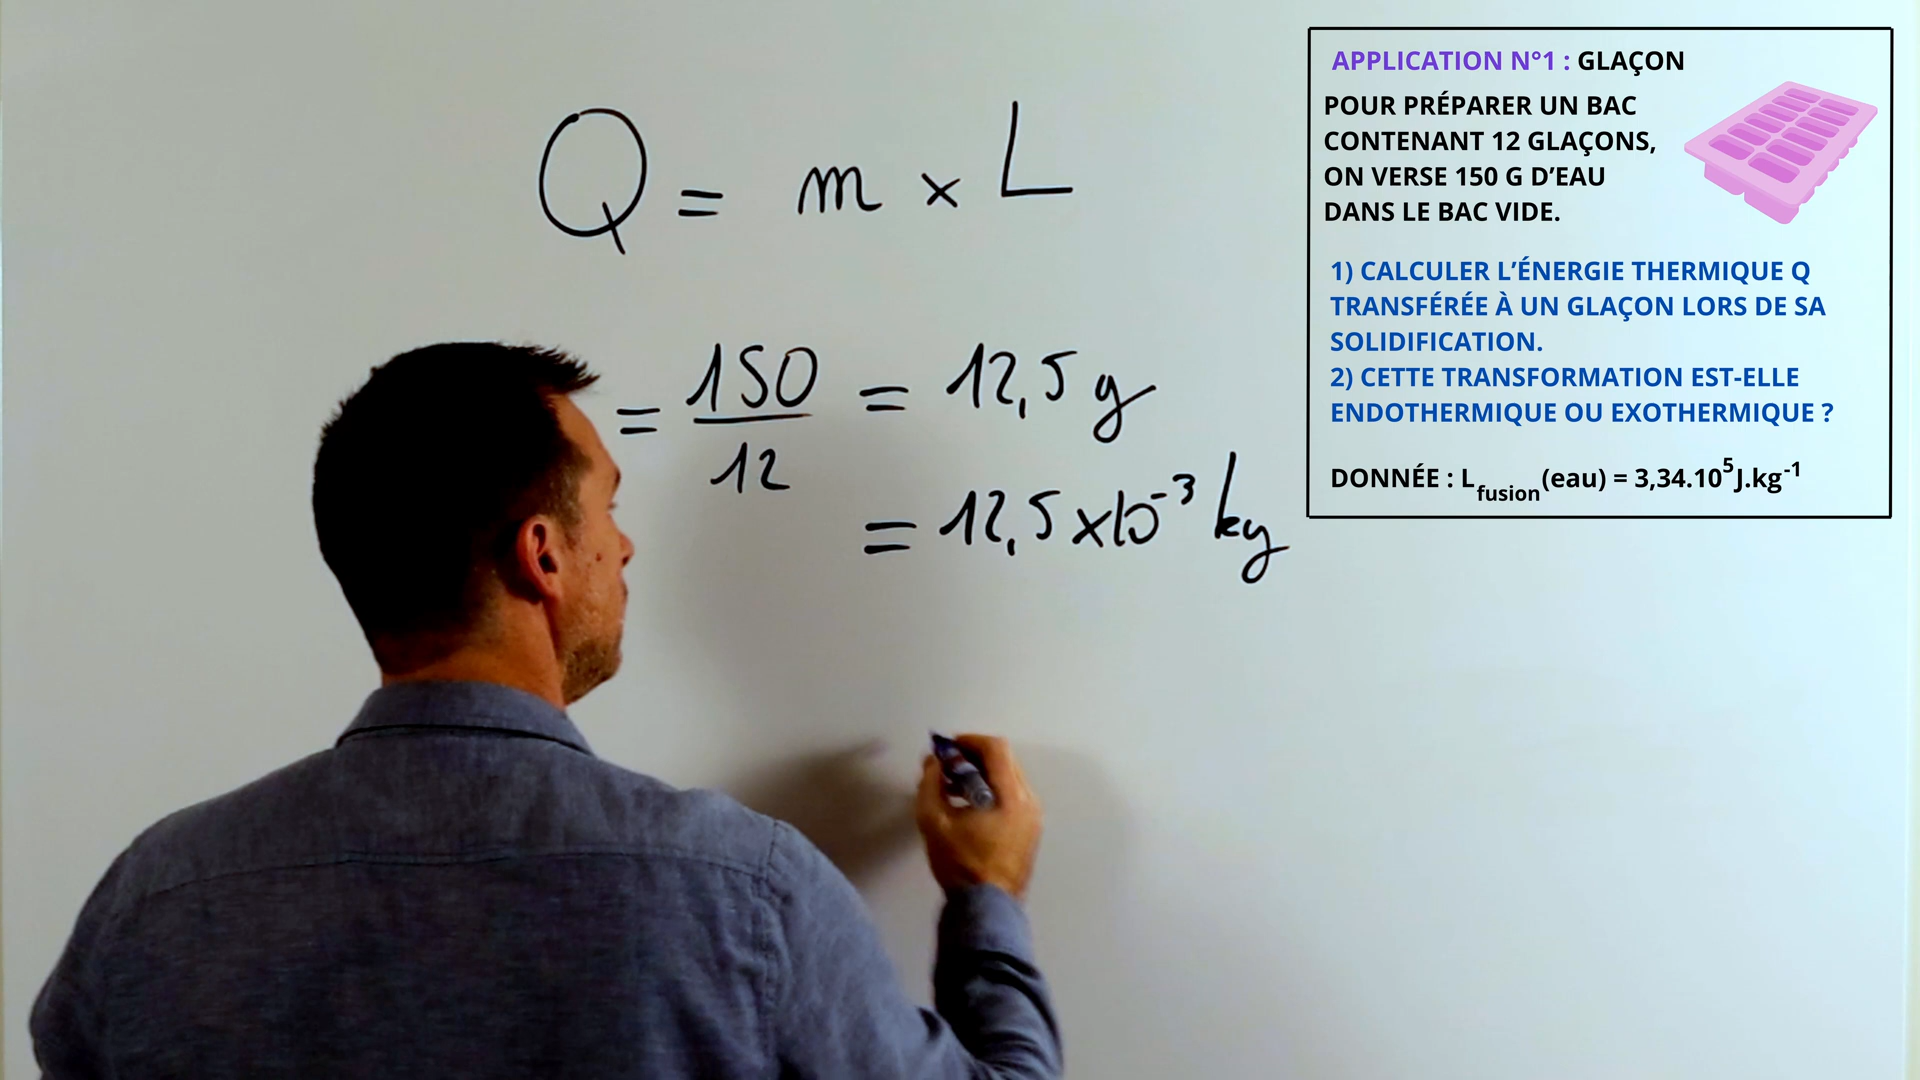 Q = m × L
= 150/12 = 12,5 g
= 12,5 ×10⁻³ kg
APPLICATION N°1 : GLAÇON
POUR PRÉPARER UN BAC
CONTENANT 12 GLAÇONS,
ON VERSE 150 G D’EAU
DANS LE BAC VIDE.
1) CALCULER L’ÉNERGIE THERMIQUE Q
TRANSFÉRÉE À UN GLAÇON LORS DE SA
SOLIDIFICATION.
2) CETTE TRANSFORMATION EST-ELLE
ENDOTHERMIQUE OU EXOTHERMIQUE ?
DONNÉE : L fusion (eau) = 3,34.10⁵J.kg⁻¹